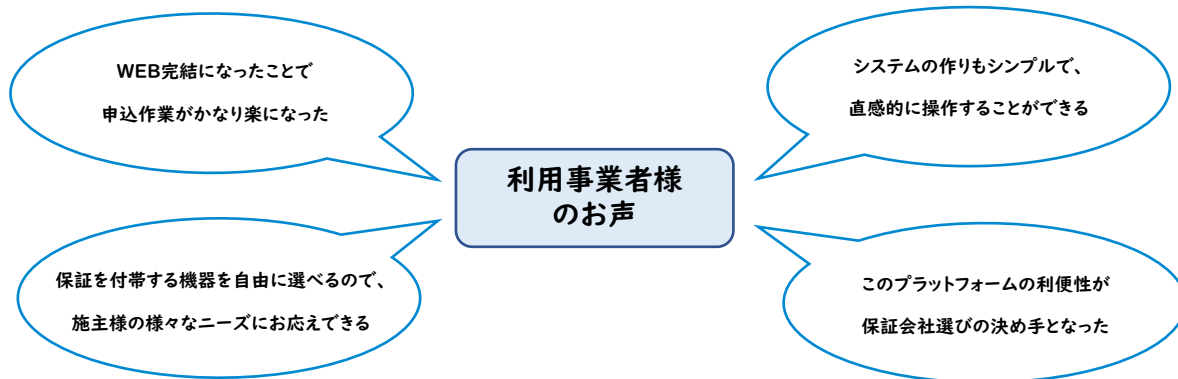 WEB完結になったことで
申込作業がかなり楽になった
システムの作りもシンプルで、
直感的に操作することができる
利用事業者様
のお声
保証を付帯する機器を自由に選べるので、
施主様の様々なニーズにお応えできる
このプラットフォームの利便性が
保証会社選びの決め手となった